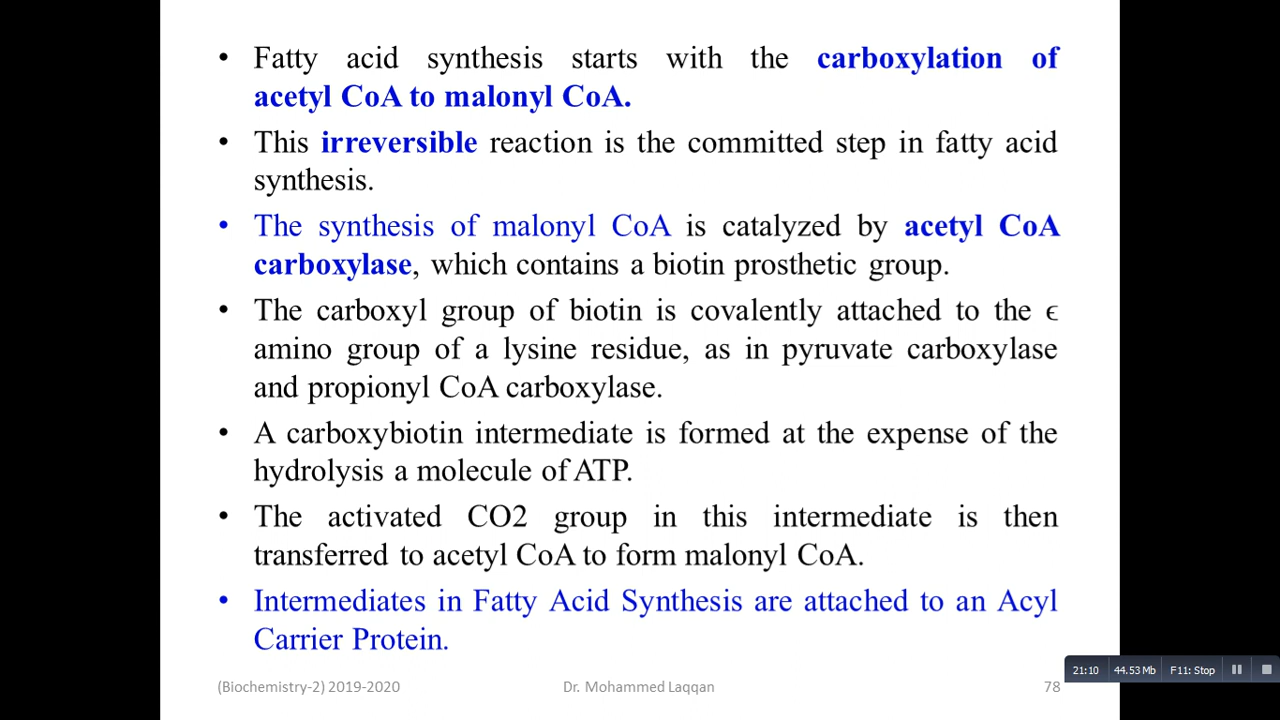 • Fatty acid synthesis starts with the carboxylation of
acetyl CoA to malonyl CoA.
• This irreversible reaction is the committed step in fatty acid
synthesis.
• The synthesis of malonyl CoA is catalyzed by acetyl CoA
carboxylase, which contains a biotin prosthetic group.
• The carboxyl group of biotin is covalently attached to the ϵ
amino group of a lysine residue, as in pyruvate carboxylase
and propionyl CoA carboxylase.
• A carboxybiotin intermediate is formed at the expense of the
hydrolysis a molecule of ATP.
• The activated CO2 group in this intermediate is then
transferred to acetyl CoA to form malonyl CoA.
• Intermediates in Fatty Acid Synthesis are attached to an Acyl
Carrier Protein.
21:10 44.53 Mb F11: Stop
(Biochemistry-2) 2019-2020 Dr. Mohammed Laqqan 78